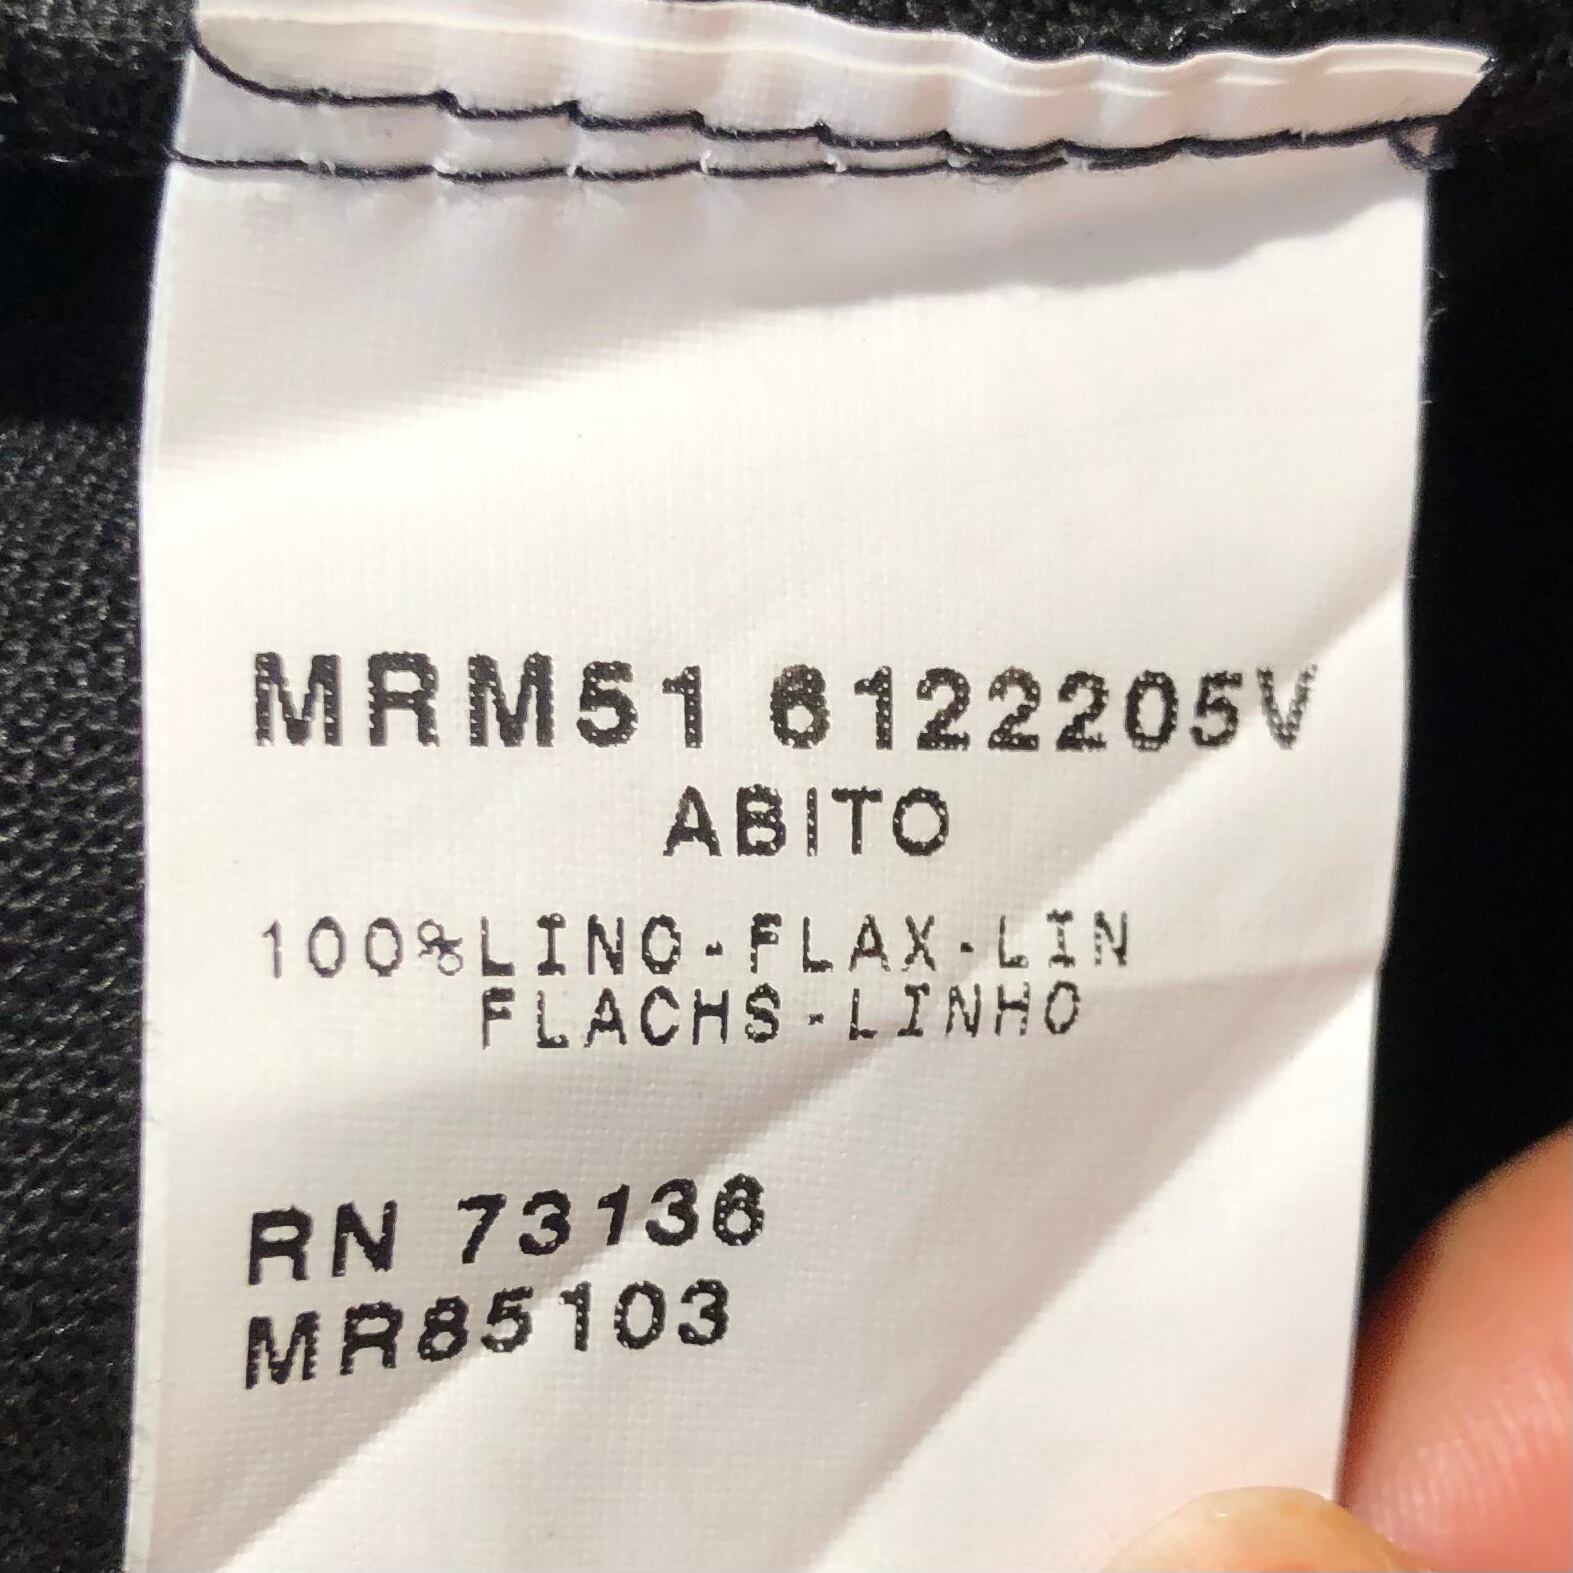 MRM51 6122205V
ABITO
100%LINO-FLAX-LIN
FLACHS-LINHO
RN 73136
MR85103